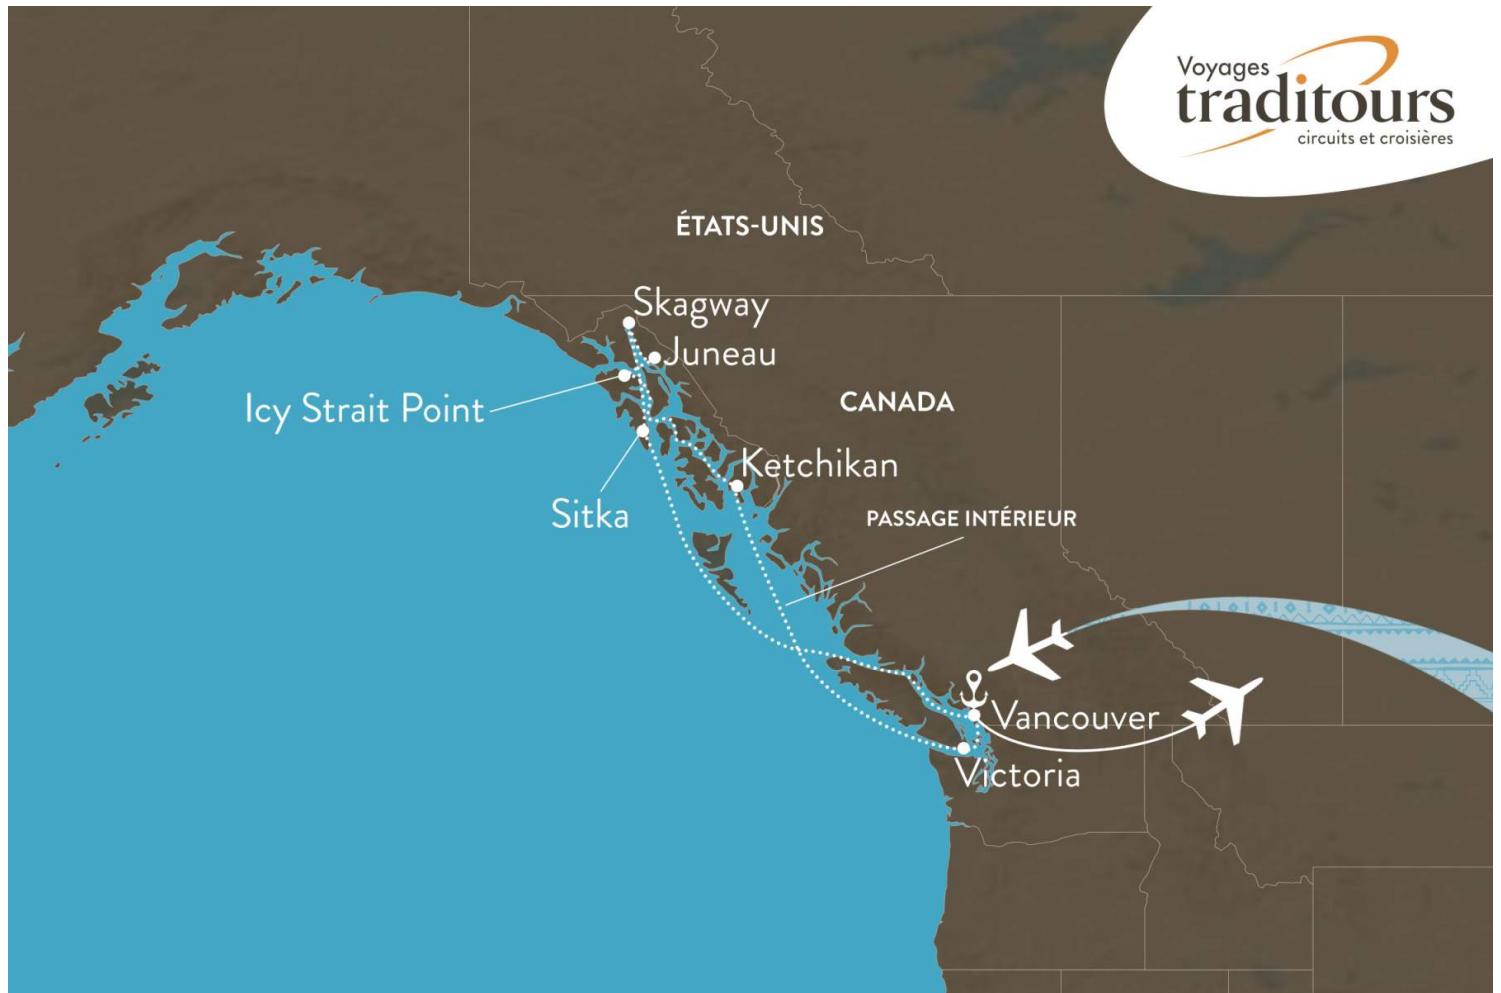 Voyages
traditours
circuits et croisières
ÉTATS-UNIS
Skagway
Juneau
Icy Strait Point
CANADA
Ketchikan
Sitka
PASSAGE INTÉRIEUR
Vancouver
Victoria